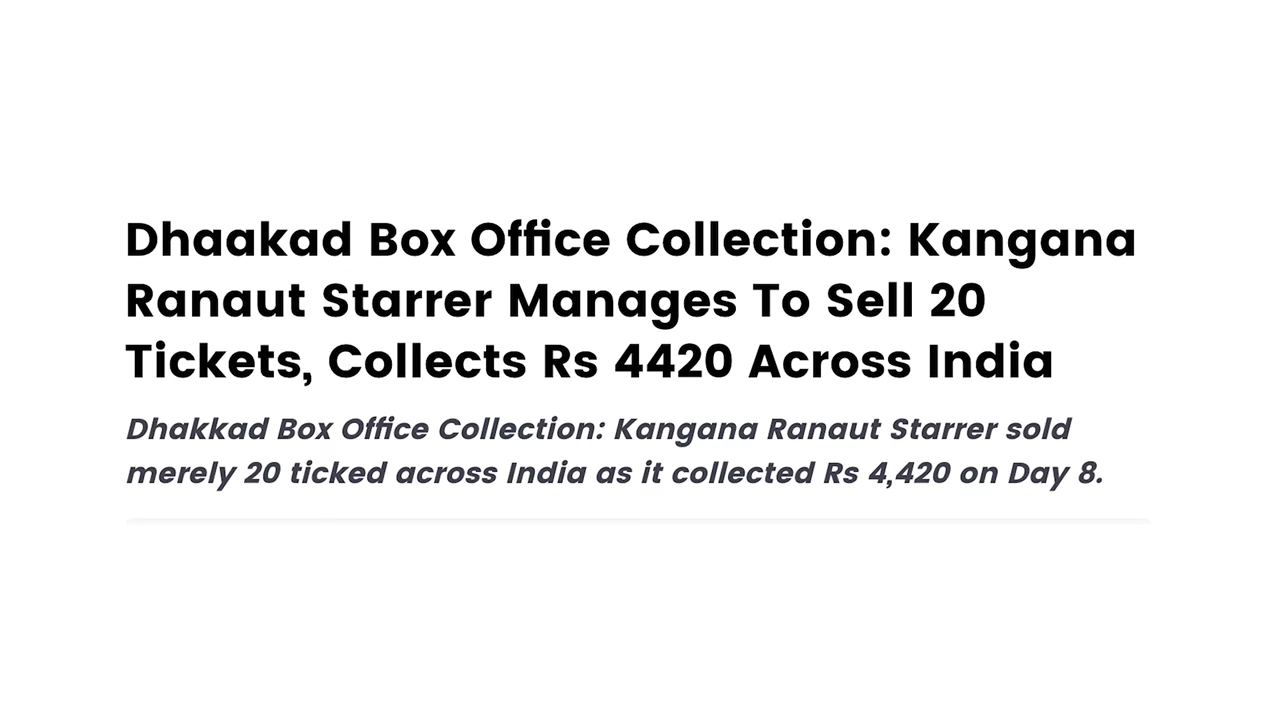 Dhaakad Box Office Collection: Kangana
Ranaut Starrer Manages To Sell 20
Tickets, Collects Rs 4420 Across India
Dhakkad Box Office Collection: Kangana Ranaut Starrer sold
merely 20 ticked across India as it collected Rs 4,420 on Day 8.